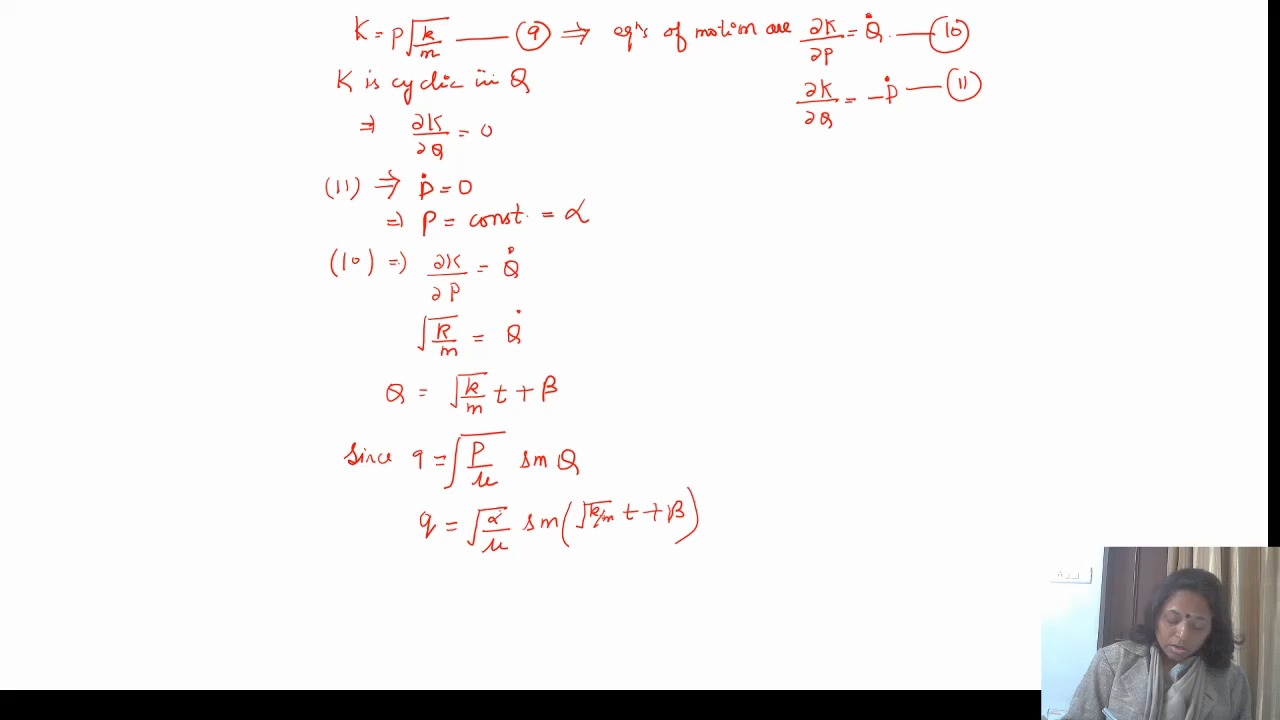 K = P√(k/m) —— (9) ⇒ eqns of motion are ∂K/∂P = Q̇ . —— (10)
K is cyclic in Q
∂K/∂Q = −Ṗ —— (11)
⇒ ∂K/∂Q = 0
(11) ⇒ Ṗ = 0
⇒ P = const. = α
(10) ⇒ ∂K/∂P = Q̇
√(k/m) = Q̇
Q = √(k/m) t + β
Since q = √(P/μ) sin Q
q = √(α/μ) sin(√(k/m) t + β)